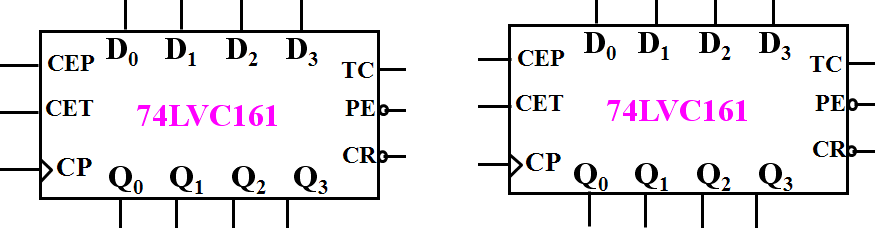 CEP D₀ D₁ D₂ D₃
TC
CET 74LVC161 PE
CP CR
Q₀ Q₁ Q₂ Q₃
CEP D₀ D₁ D₂ D₃
TC
CET 74LVC161 PE
CP CR
Q₀ Q₁ Q₂ Q₃